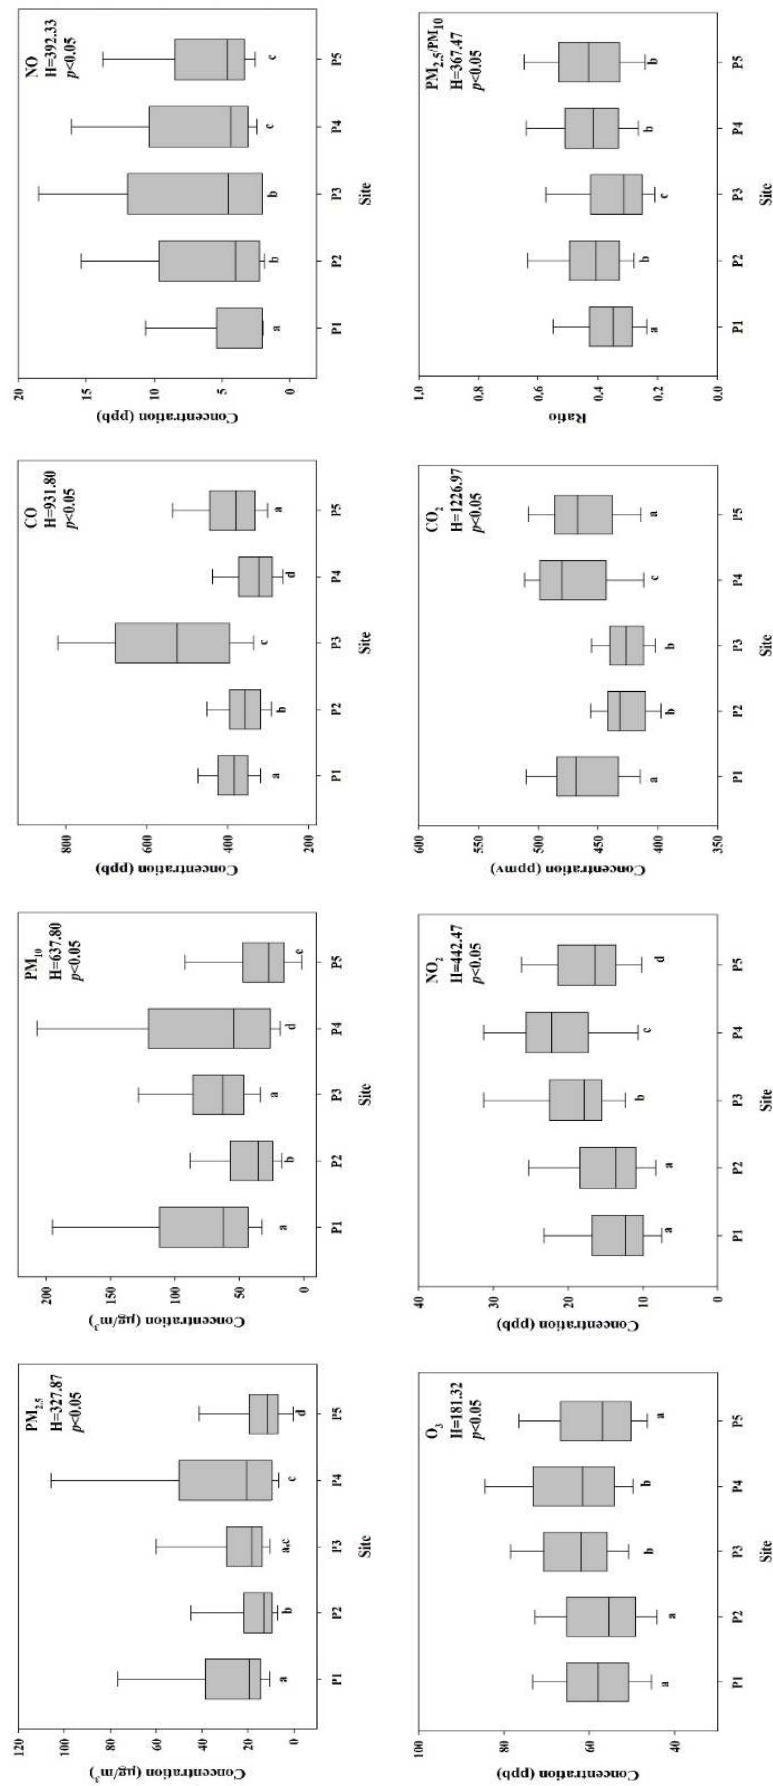 PM2.5
H=327.87
p<0.05
Concentration (µg/m³)
120
100
80
60
40
20
0
a b a,c c d
P1 P2 P3 P4 P5
Site
PM10
H=637.80
p<0.05
Concentration (µg/m³)
200
150
100
50
0
a b a d e
P1 P2 P3 P4 P5
Site
CO
H=931.80
p<0.05
Concentration (ppb)
800
600
400
200
a b c d a
P1 P2 P3 P4 P5
Site
NO
H=392.33
p<0.05
Concentration (ppb)
20
15
10
5
0
a b b c c
P1 P2 P3 P4 P5
Site
O3
H=181.32
p<0.05
Concentration (ppb)
100
80
60
40
a a b b a
P1 P2 P3 P4 P5
Site
NO2
H=442.47
p<0.05
Concentration (ppb)
40
30
20
10
0
a a b c d
P1 P2 P3 P4 P5
Site
CO2
H=1226.97
p<0.05
Concentration (ppmv)
600
550
500
450
400
350
a b b c a
P1 P2 P3 P4 P5
Site
PM2.5/PM10
H=367.47
p<0.05
Ratio
1.0
0.8
0.6
0.4
0.2
0.0
a b c b b
P1 P2 P3 P4 P5
Site